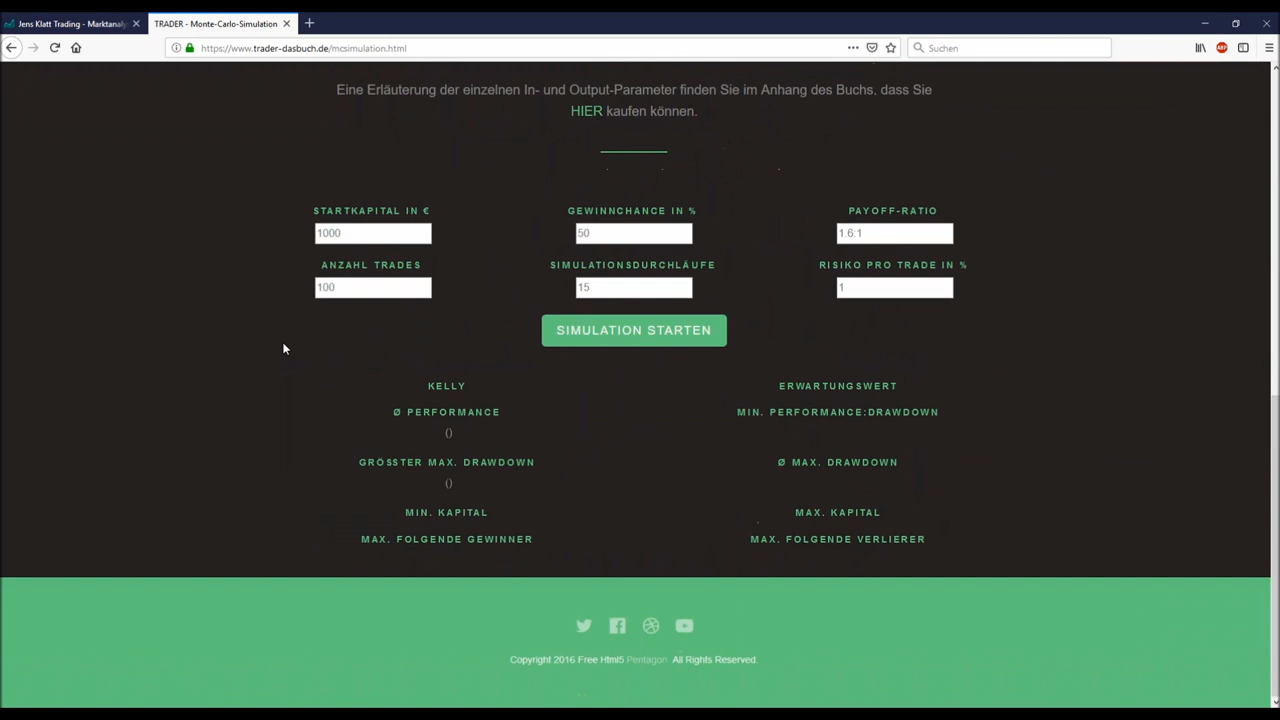 Jens Klatt Trading - Marktanaly
TRADER - Monte-Carlo-Simulation
https://www.trader-dasbuch.de/mcsimulation.html
Suchen
ABP
Eine Erläuterung der einzelnen In- und Output-Parameter finden Sie im Anhang des Buchs, dass Sie
HIER kaufen können.
STARTKAPITAL IN € GEWINNCHANCE IN % PAYOFF-RATIO
1000 50 1.6:1
ANZAHL TRADES SIMULATIONSDURCHLÄUFE RISIKO PRO TRADE IN %
100 15 1
SIMULATION STARTEN
KELLY ERWARTUNGSWERT
Ø PERFORMANCE MIN. PERFORMANCE:DRAWDOWN
()
GRÖSSTER MAX. DRAWDOWN Ø MAX. DRAWDOWN
()
MIN. KAPITAL MAX. KAPITAL
MAX. FOLGENDE GEWINNER MAX. FOLGENDE VERLIERER
Copyright 2016 Free Html5 Pentagon. All Rights Reserved.